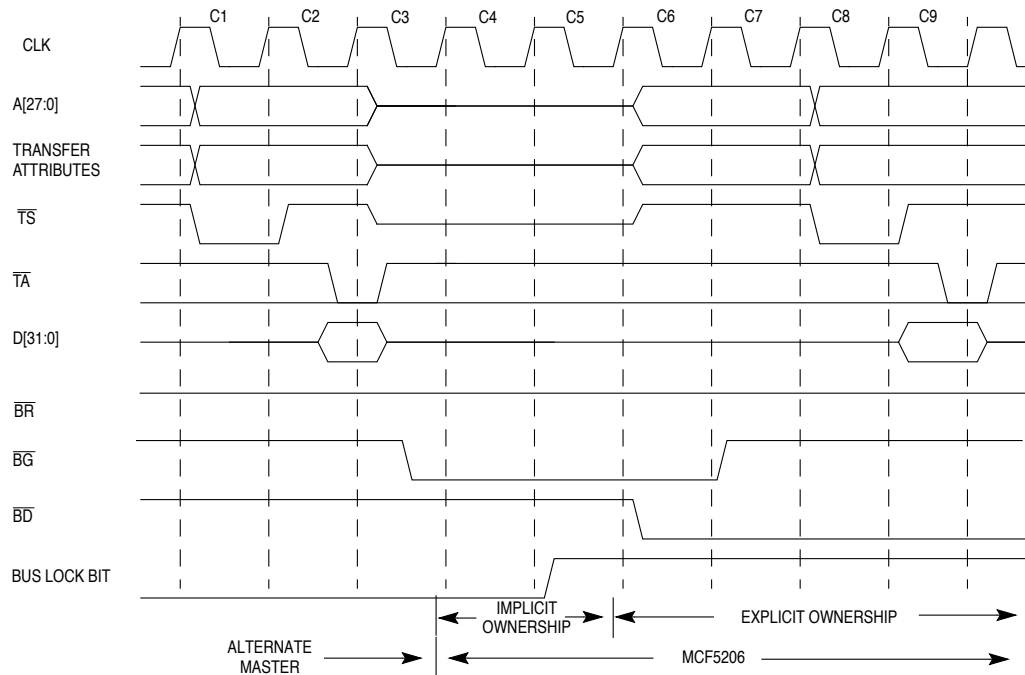 C1 C2 C3 C4 C5 C6 C7 C8 C9
CLK
A[27:0]
TRANSFER
ATTRIBUTES
TS
TA
D[31:0]
BR
BG
BD
BUS LOCK BIT
IMPLICIT
OWNERSHIP
EXPLICIT OWNERSHIP
ALTERNATE
MASTER
MCF5206